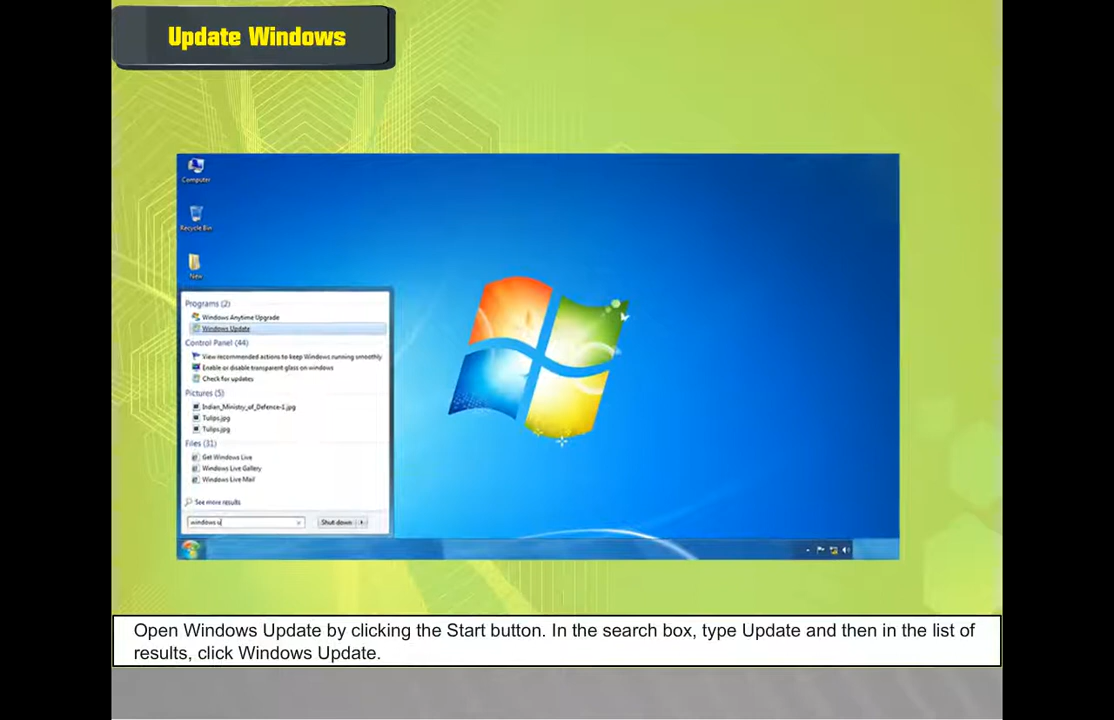 Update Windows
Computer
Recycle Bin
New
Programs (2)
Windows Anytime Upgrade
Windows Update
Control Panel (44)
View recommended actions to keep Windows running smoothly
Enable or disable transparent glass on windows
Check for updates
Pictures (5)
Indian_Ministry_of_Defence-1.jpg
Tulips.jpg
Tulips.jpg
Files (31)
Get Windows Live
Windows Live Gallery
Windows Live Mail
See more results
windows u
Shut down
Open Windows Update by clicking the Start button. In the search box, type Update and then in the list of
results, click Windows Update.